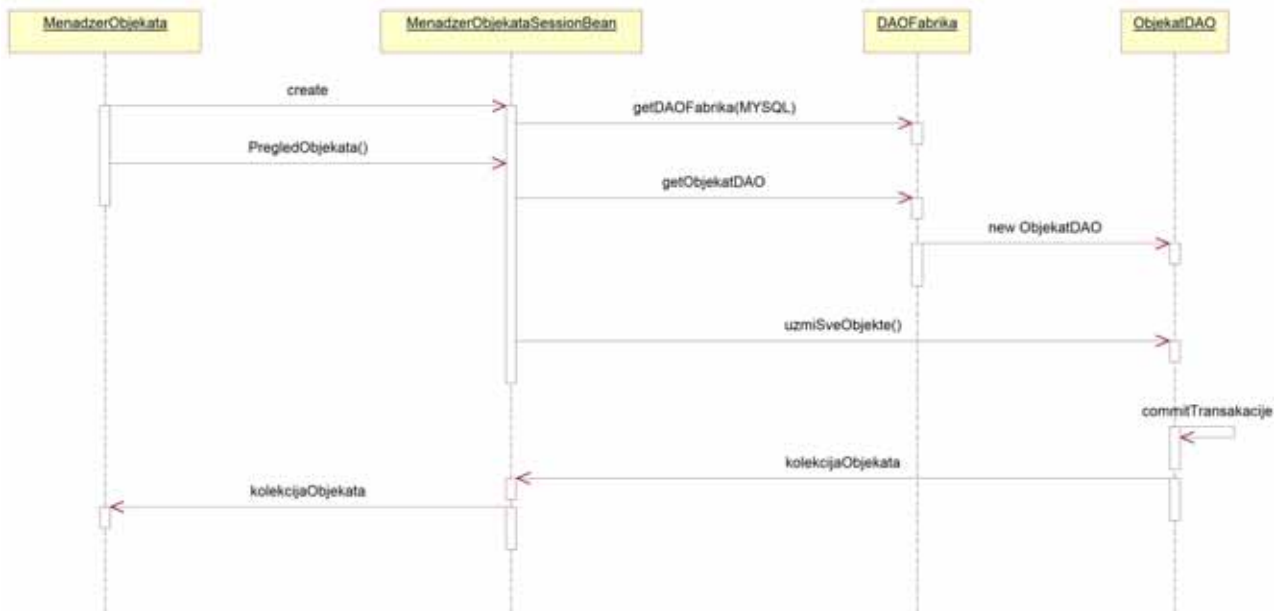 MenadzerObjekata
MenadzerObjekataSessionBean
DAOFabrika
ObjekatDAO
create
getDAOFabrika(MYSQL)
PregledObjekata()
getObjekatDAO
new ObjekatDAO
uzmiSveObjekte()
commitTransakacije
kolekcijaObjekata
kolekcijaObjekata